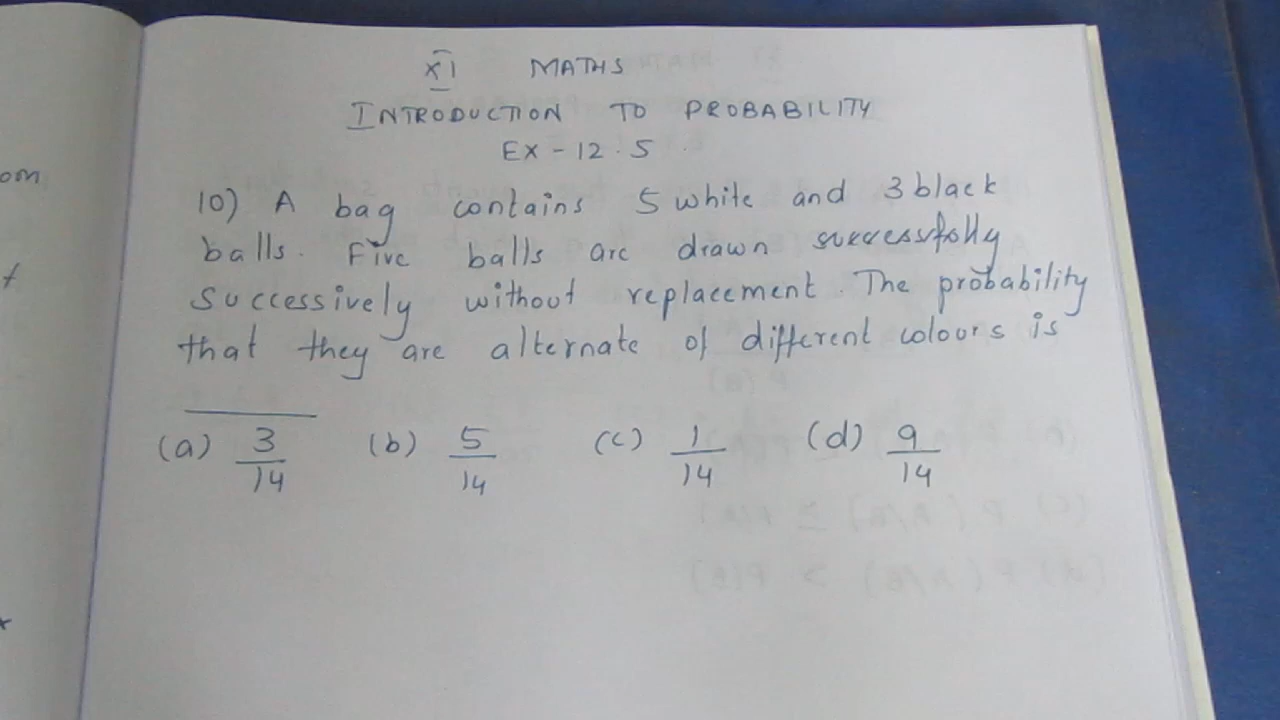 XI MATHS
INTRODUCTION TO PROBABILITY
EX - 12.5
om
10) A bag contains 5 white and 3 black
balls. Five balls are drawn successfully
successively without replacement. The probability
that they are alternate of different colours is
(a) 3/14 (b) 5/14 (c) 1/14 (d) 9/14